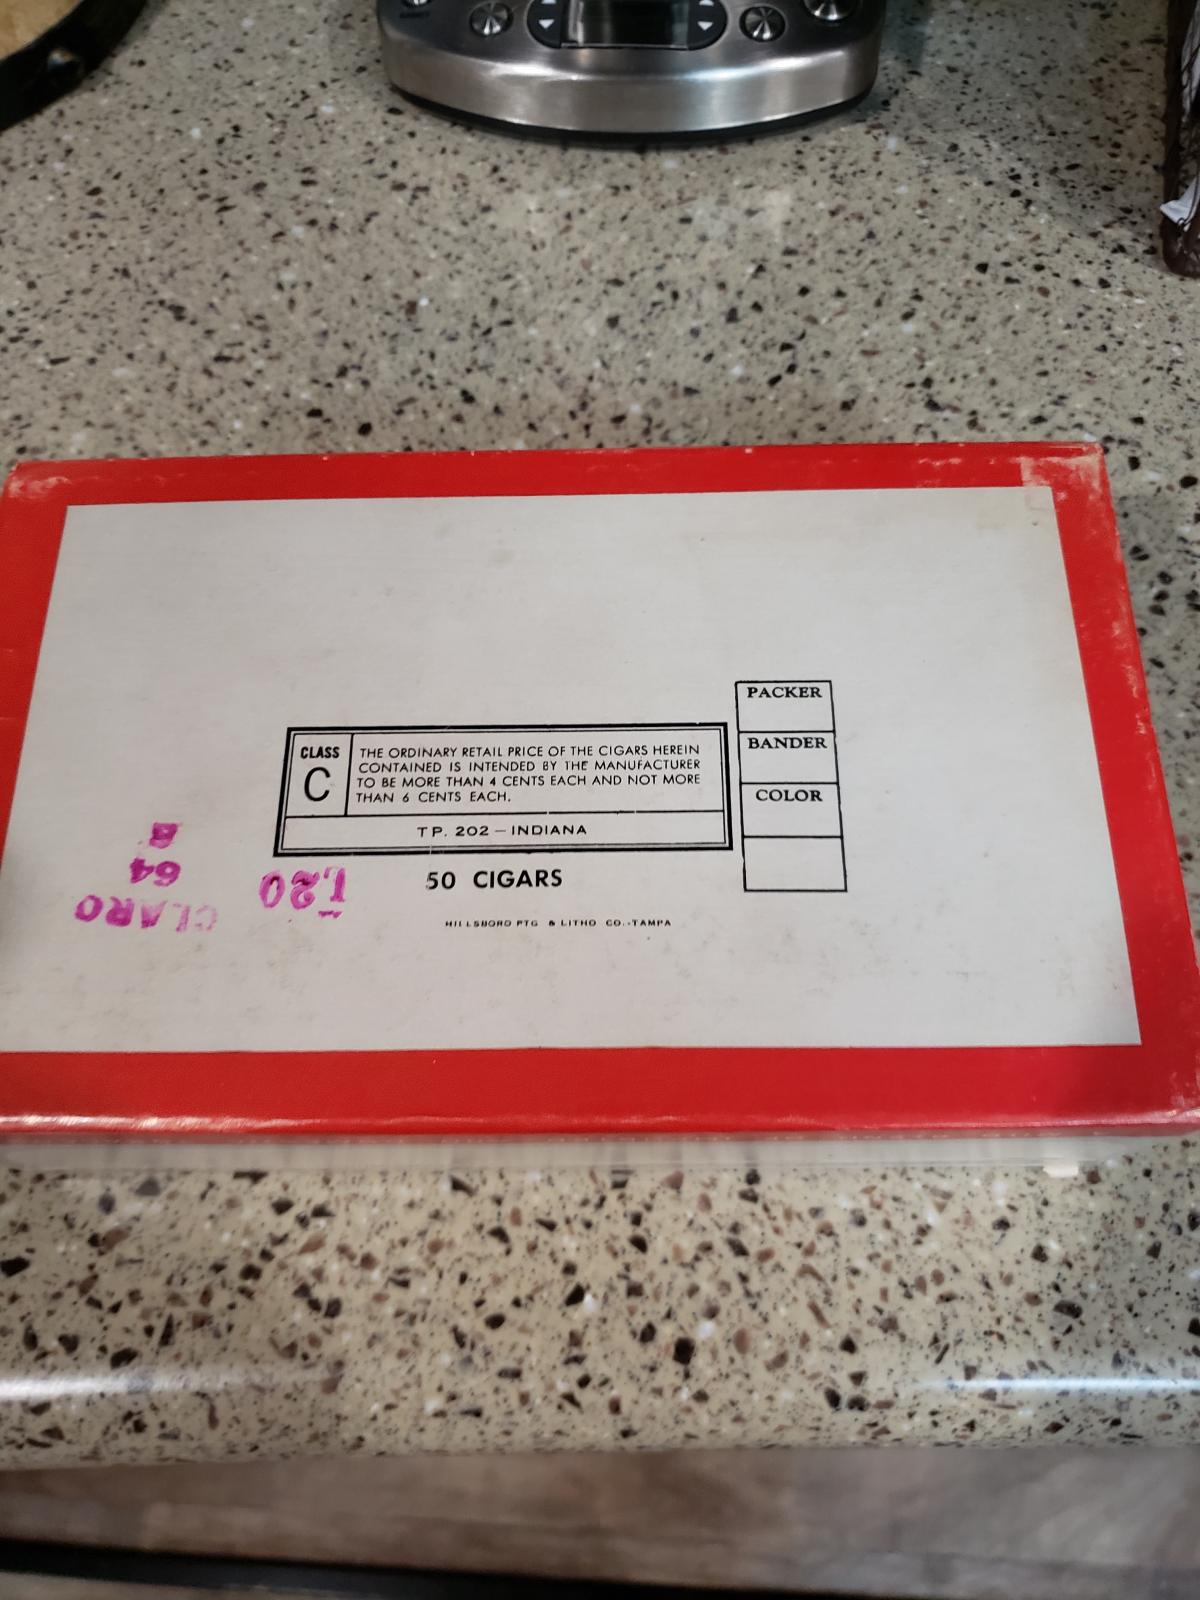 PACKER
BANDER
COLOR
CLASS
C
THE ORDINARY RETAIL PRICE OF THE CIGARS HEREIN
CONTAINED IS INTENDED BY THE MANUFACTURER
TO BE MORE THAN 4 CENTS EACH AND NOT MORE
THAN 6 CENTS EACH.
TP. 202 — INDIANA
50 CIGARS
HILLSBORO PTG & LITHO CO.-TAMPA
CLARO
64